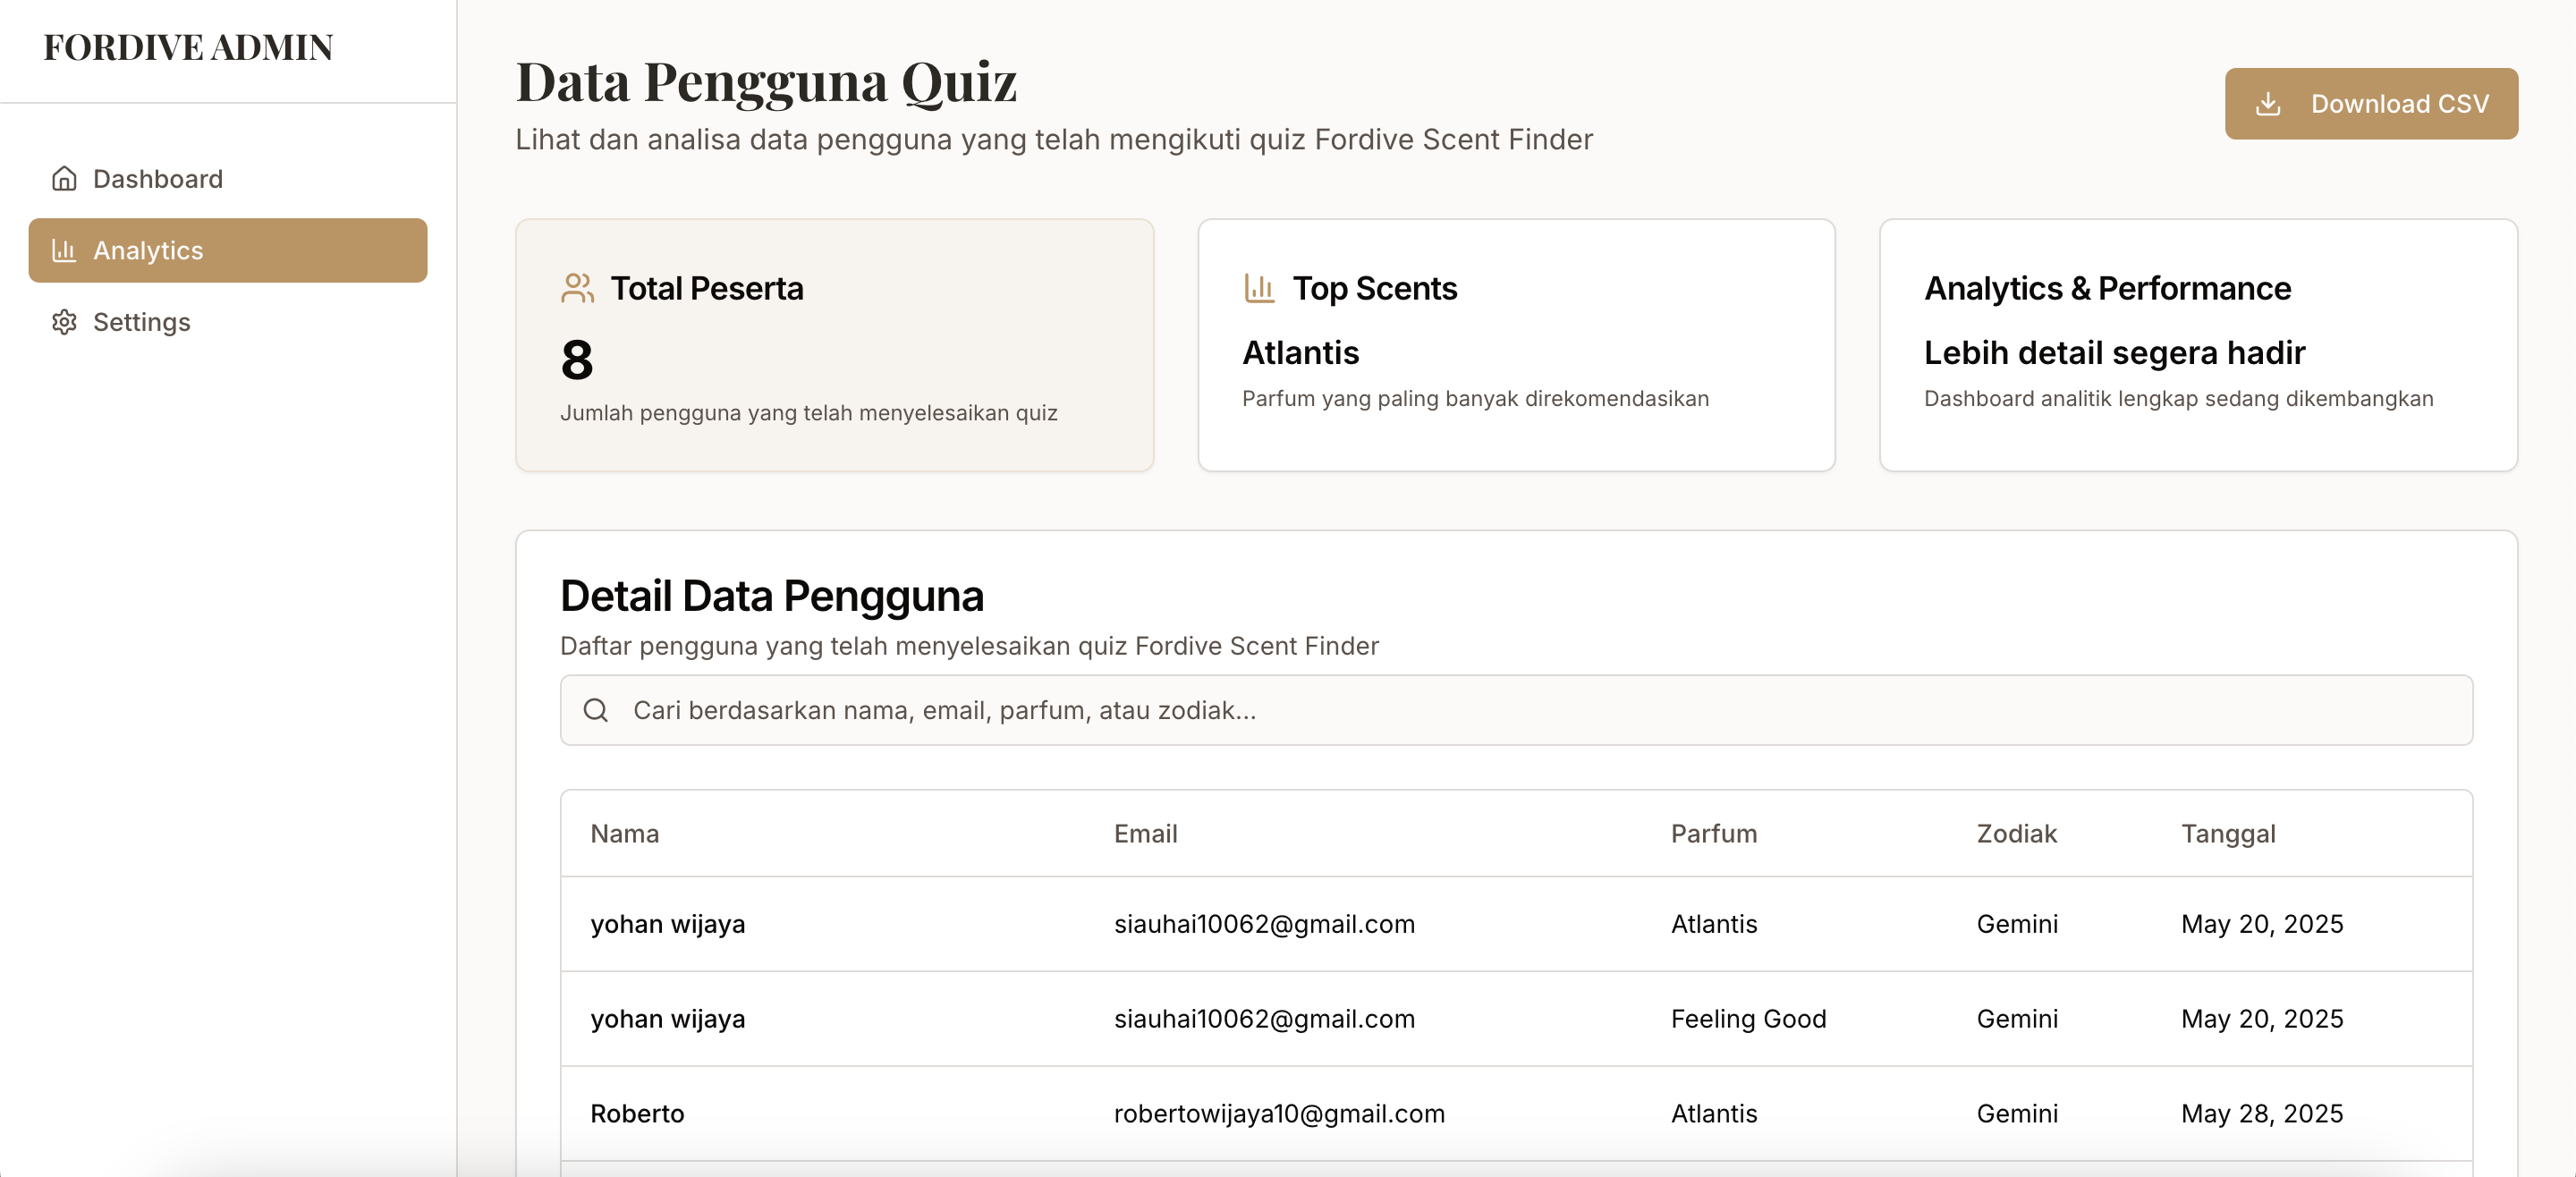 FORDIVE ADMIN
Dashboard
Analytics
Settings
Data Pengguna Quiz
Lihat dan analisa data pengguna yang telah mengikuti quiz Fordive Scent Finder
Download CSV
Total Peserta
8
Jumlah pengguna yang telah menyelesaikan quiz
Top Scents
Atlantis
Parfum yang paling banyak direkomendasikan
Analytics & Performance
Lebih detail segera hadir
Dashboard analitik lengkap sedang dikembangkan
Detail Data Pengguna
Daftar pengguna yang telah menyelesaikan quiz Fordive Scent Finder
Cari berdasarkan nama, email, parfum, atau zodiak...
Nama Email Parfum Zodiak Tanggal
yohan wijaya siauhai10062@gmail.com Atlantis Gemini May 20, 2025
yohan wijaya siauhai10062@gmail.com Feeling Good Gemini May 20, 2025
Roberto robertowijaya10@gmail.com Atlantis Gemini May 28, 2025